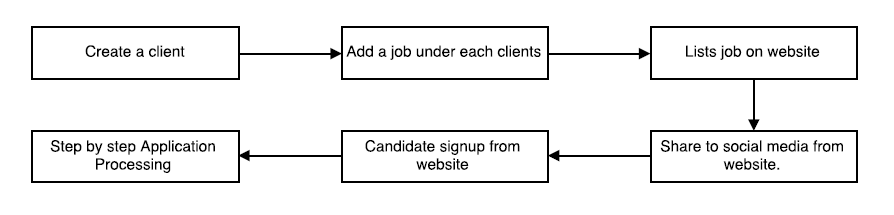 Create a client
Add a job under each clients
Lists job on website
Share to social media from
website.
Candidate signup from
website
Step by step Application
Processing